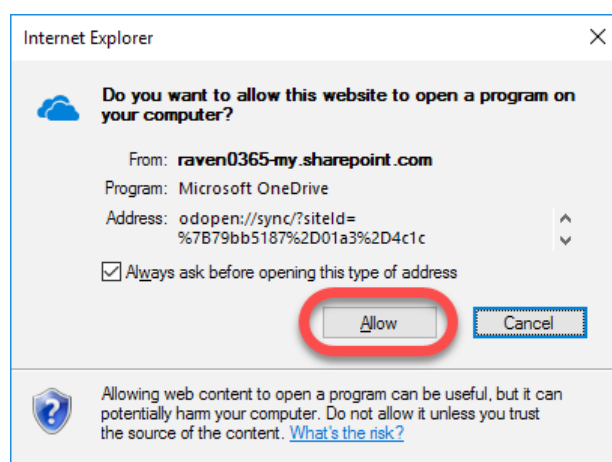 Internet Explorer
Do you want to allow this website to open a program on
your computer?
From: raven0365-my.sharepoint.com
Program: Microsoft OneDrive
Address: odopen://sync/?siteId=
%7B79bb5187%2D01a3%2D4c1c
Always ask before opening this type of address
Allow Cancel
Allowing web content to open a program can be useful, but it can
potentially harm your computer. Do not allow it unless you trust
the source of the content. What's the risk?